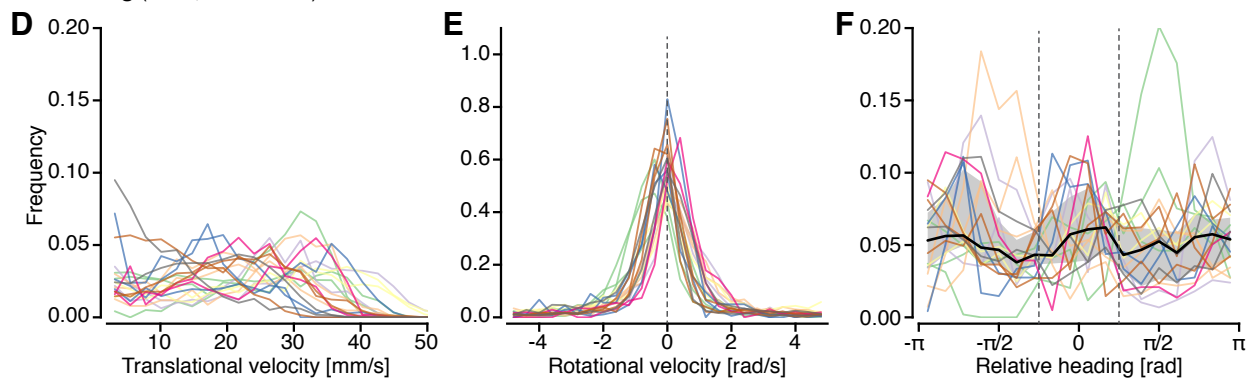 D E F
0.20 0.15 0.10 0.05 0.00
Frequency
10 20 30 40 50
Translational velocity [mm/s]
1.0 0.8 0.6 0.4 0.2 0.0
-4 -2 0 2 4
Rotational velocity [rad/s]
0.20 0.15 0.10 0.05 0.00
-π -π/2 0 π/2 π
Relative heading [rad]